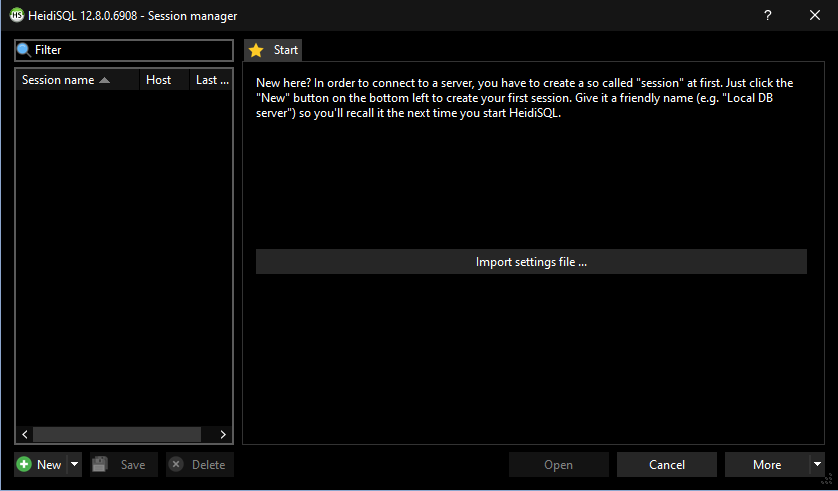 HS HeidiSQL 12.8.0.6908 - Session manager ?
Filter
Start
Session name Host Last ...
New here? In order to connect to a server, you have to create a so called "session" at first. Just click the
"New" button on the bottom left to create your first session. Give it a friendly name (e.g. "Local DB
server") so you'll recall it the next time you start HeidiSQL.
Import settings file ...
New Save Delete Open Cancel More